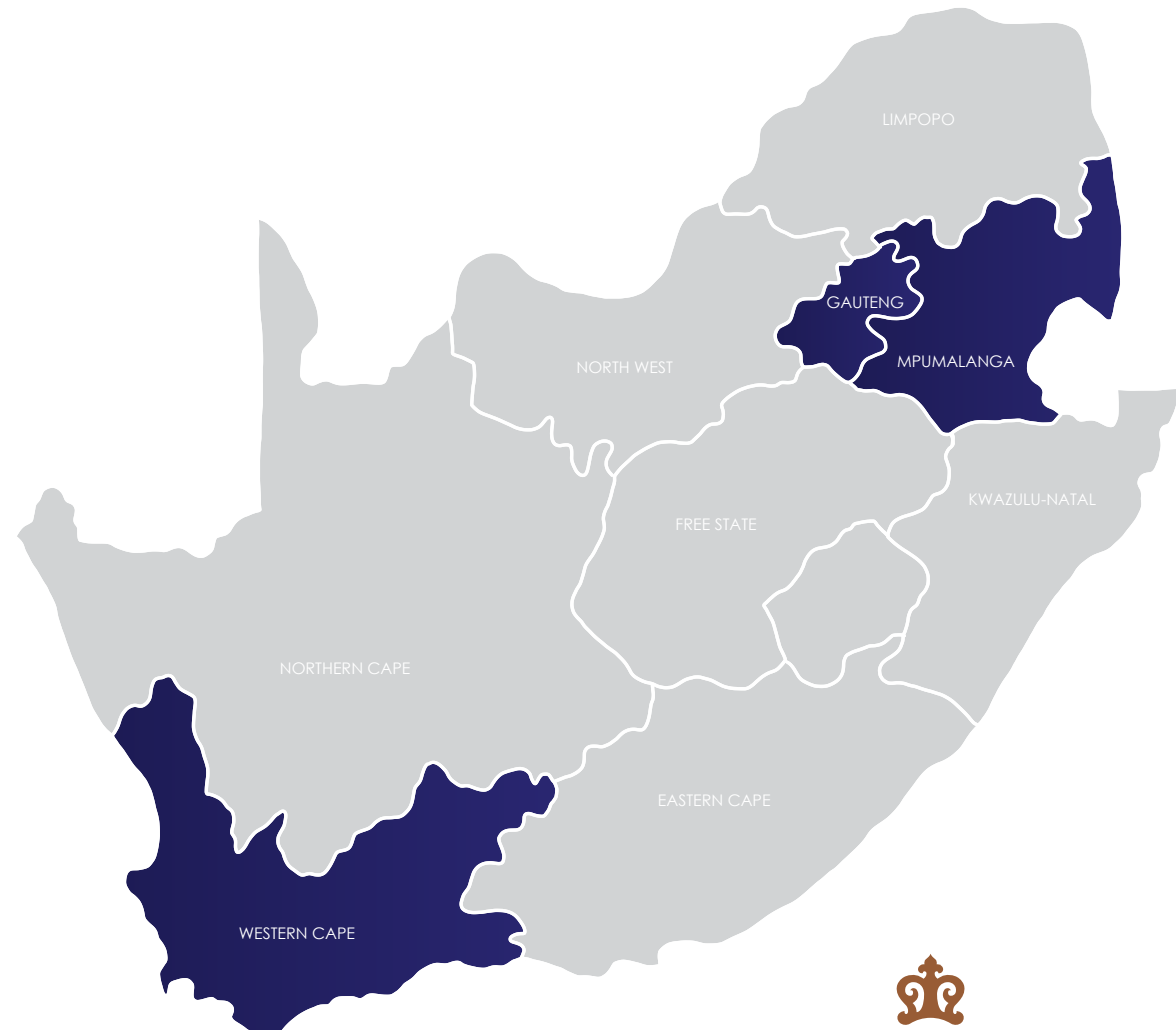 LIMPOPO
GAUTENG
MPUMALANGA
NORTH WEST
KWAZULU-NATAL
FREE STATE
NORTHERN CAPE
EASTERN CAPE
WESTERN CAPE